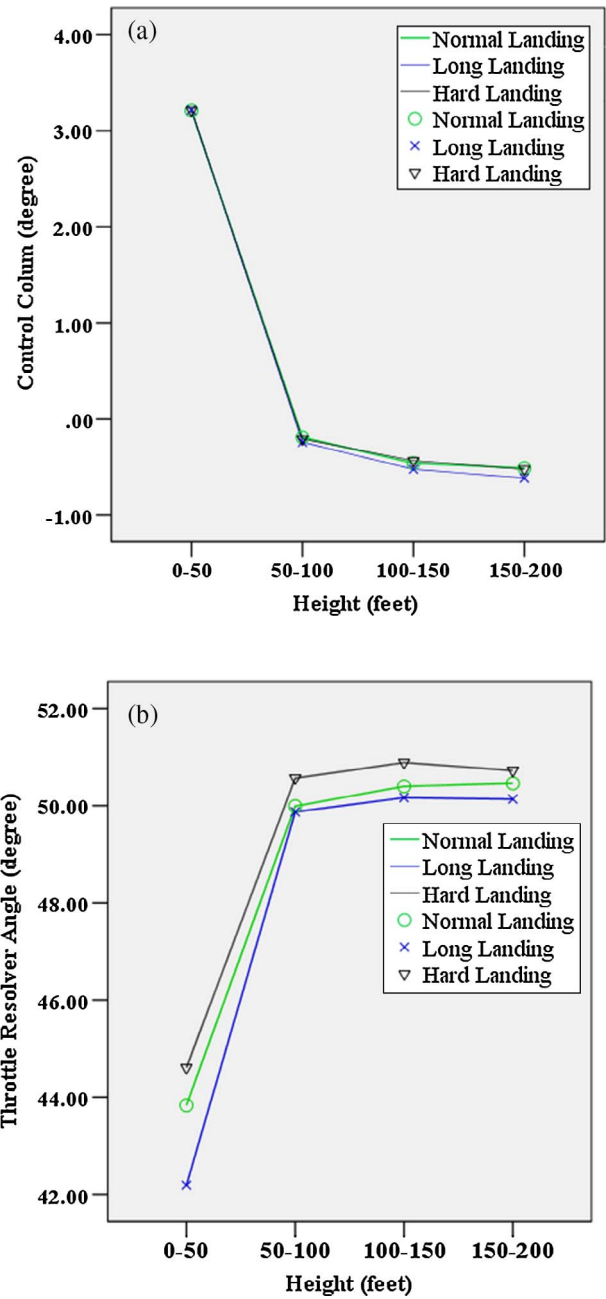 (a)
4.00
3.00
2.00
1.00
.00
-1.00
Control Colum (degree)
Normal Landing
Long Landing
Hard Landing
Normal Landing
Long Landing
Hard Landing
0-50 50-100 100-150 150-200
Height (feet)
(b)
52.00
50.00
48.00
46.00
44.00
42.00
Throttle Resolver Angle (degree)
Normal Landing
Long Landing
Hard Landing
Normal Landing
Long Landing
Hard Landing
0-50 50-100 100-150 150-200
Height (feet)